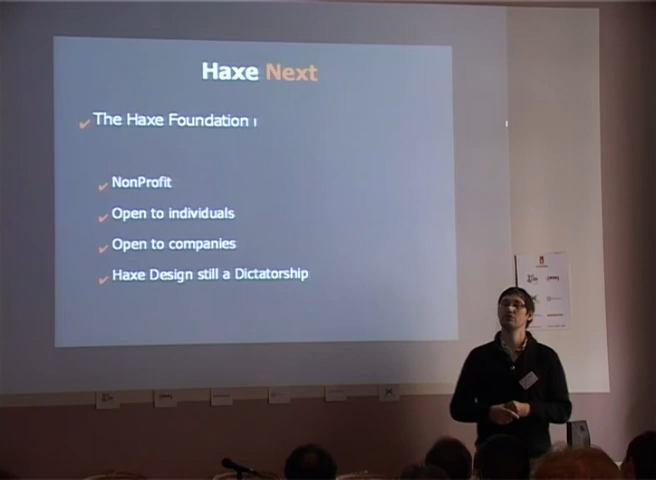 Haxe Next
The Haxe Foundation
NonProfit
Open to individuals
Open to companies
Haxe Design still a Dictatorship